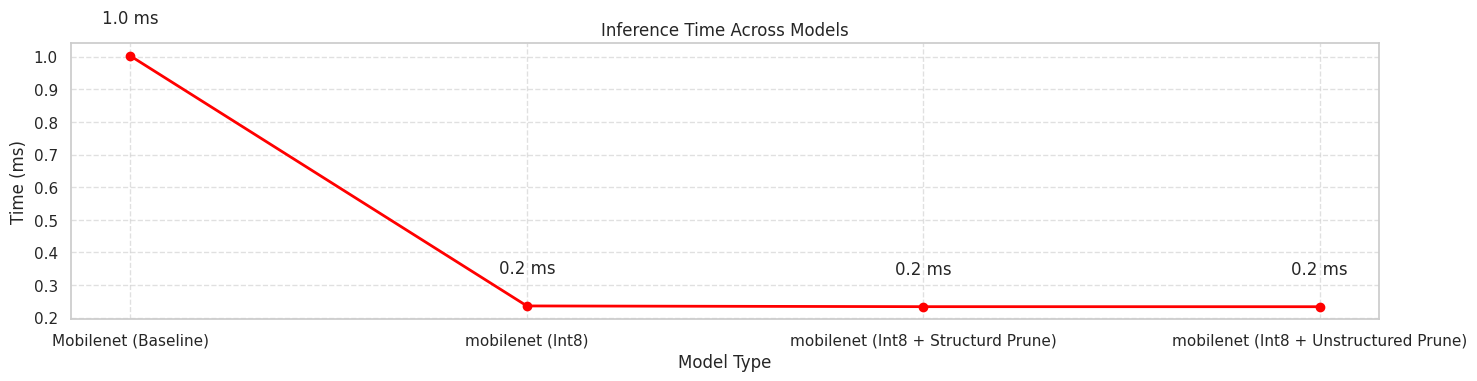 1.0 ms
Inference Time Across Models
1.0
0.9
0.8
0.7
0.6
0.5
0.4
0.3
0.2
Time (ms)
0.2 ms
0.2 ms
0.2 ms
Mobilenet (Baseline)
mobilenet (Int8)
mobilenet (Int8 + Structurd Prune)
mobilenet (Int8 + Unstructured Prune)
Model Type